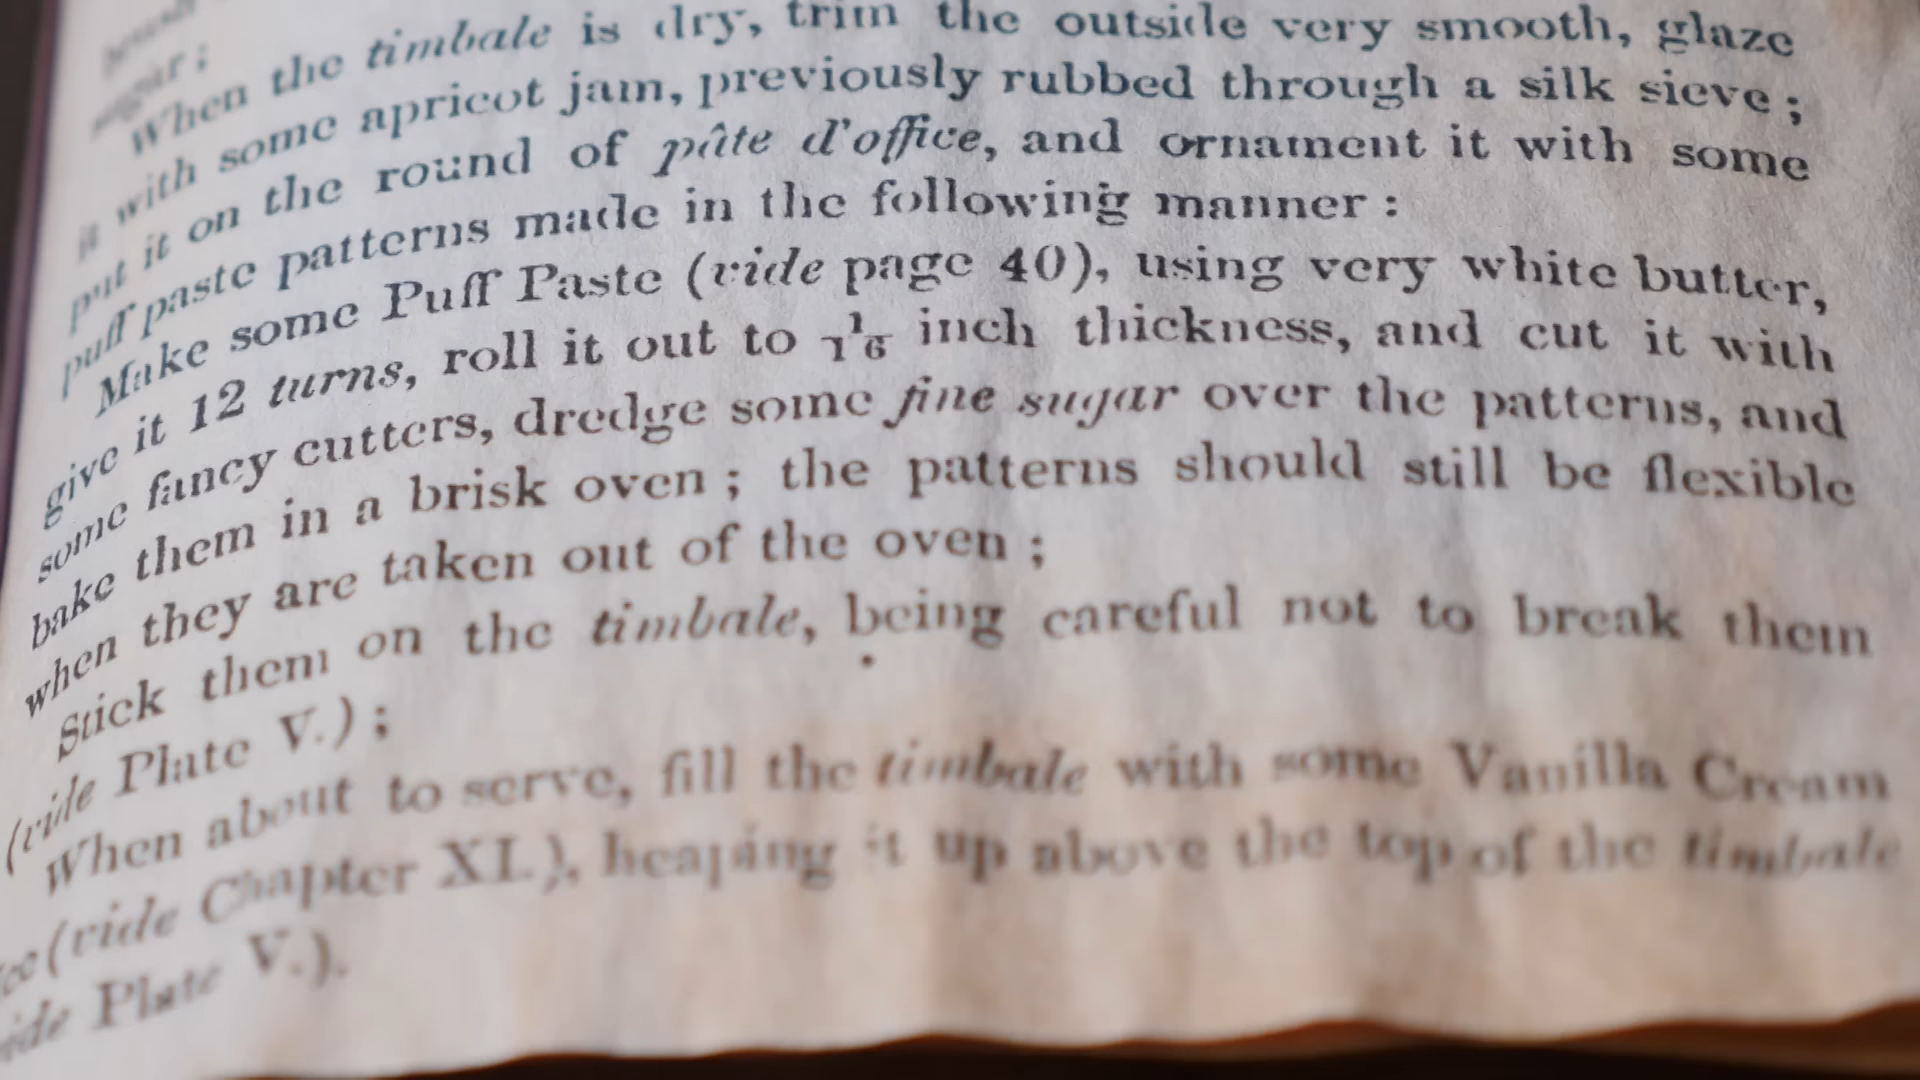 sugar;
When the timbale is dry, trim the outside very smooth, glaze
it with some apricot jam, previously rubbed through a silk sieve;
put it on the round of pâte d'office, and ornament it with some
puff paste patterns made in the following manner:
Make some Puff Paste (vide page 40), using very white butter,
give it 12 turns, roll it out to 1/16 inch thickness, and cut it with
some fancy cutters, dredge some fine sugar over the patterns, and
bake them in a brisk oven; the patterns should still be flexible
when they are taken out of the oven;
Stick them on the timbale, being careful not to break them
(vide Plate V.);
When about to serve, fill the timbale with some Vanilla Cream
Ice (vide Chapter XI.), heaping it up above the top of the timbale
(vide Plate V.).